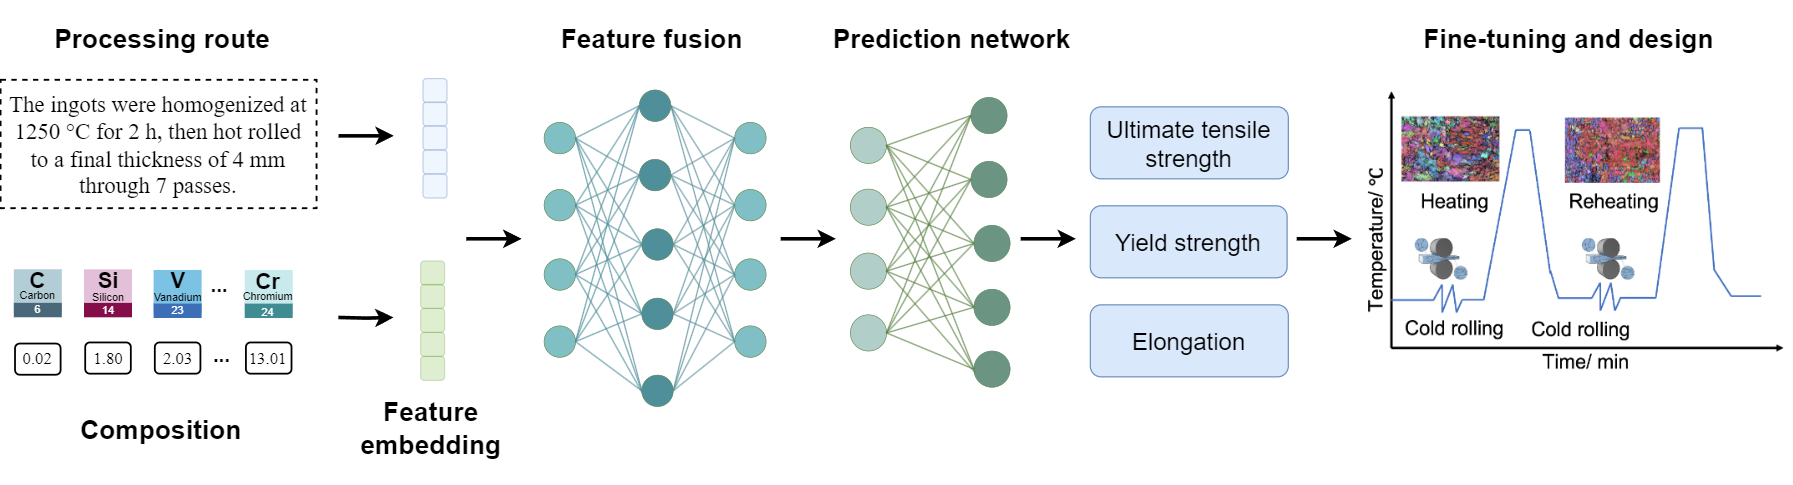 Processing route
The ingots were homogenized at
1250 °C for 2 h, then hot rolled
to a final thickness of 4 mm
through 7 passes.
C
Carbon
6
Si
Silicon
14
V
Vanadium
23
...
Cr
Chromium
24
0.02
1.80
2.03
...
13.01
Composition
Feature
embedding
Feature fusion
Prediction network
Ultimate tensile
strength
Yield strength
Elongation
Fine-tuning and design
Temperature/ °C
Heating
Reheating
Cold rolling
Cold rolling
Time/ min